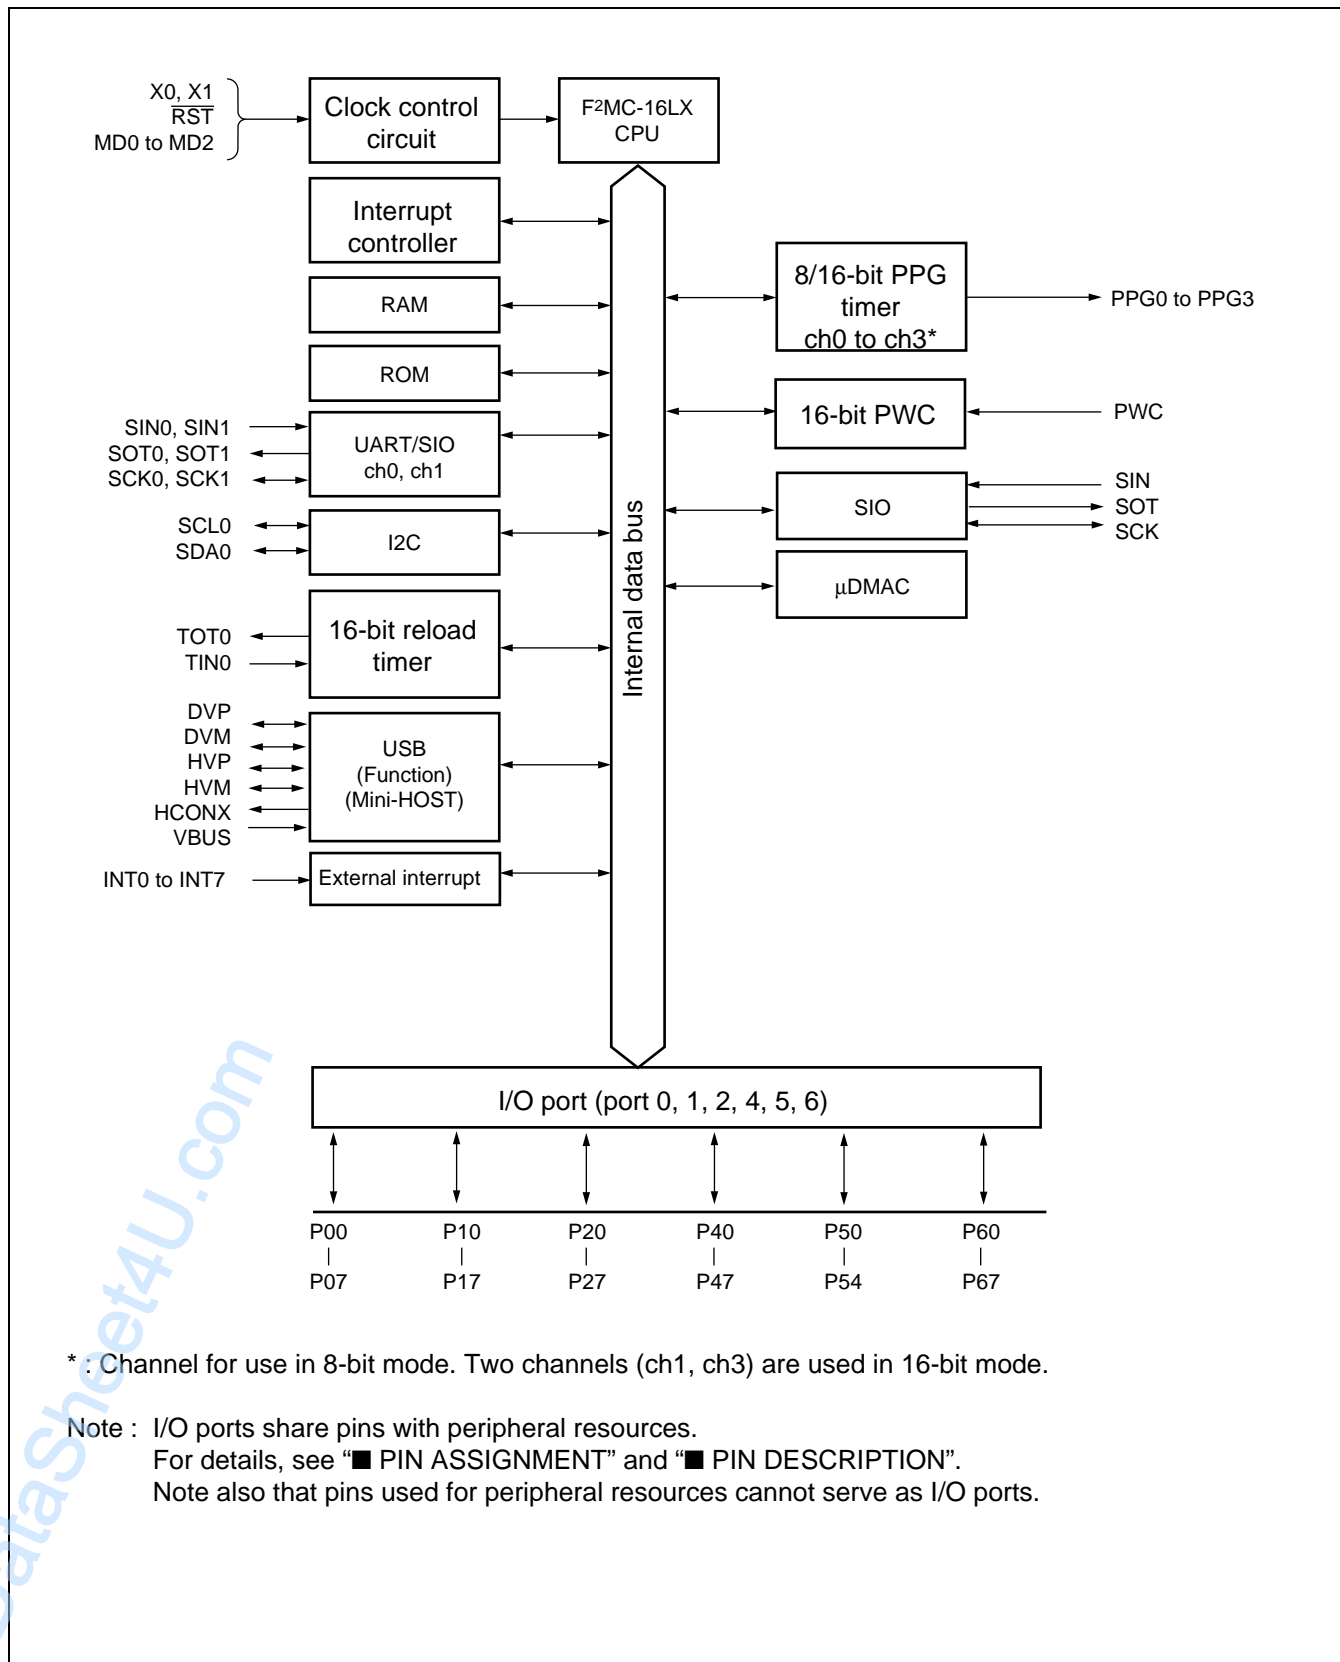 X0, X1
RST
MD0 to MD2
Clock control
circuit
F2MC-16LX
CPU
Interrupt
controller
RAM
ROM
SIN0, SIN1
SOT0, SOT1
SCK0, SCK1
UART/SIO
ch0, ch1
SCL0
SDA0
I2C
TOT0
TIN0
16-bit reload
timer
DVP
DVM
HVP
HVM
HCONX
VBUS
USB
(Function)
(Mini-HOST)
INT0 to INT7
External interrupt
Internal data bus
8/16-bit PPG
timer
ch0 to ch3*
PPG0 to PPG3
16-bit PWC
PWC
SIO
SIN
SOT
SCK
μDMAC
I/O port (port 0, 1, 2, 4, 5, 6)
P00 P10 P20 P40 P50 P60
P07 P17 P27 P47 P54 P67
* : Channel for use in 8-bit mode. Two channels (ch1, ch3) are used in 16-bit mode.
Note : I/O ports share pins with peripheral resources.
For details, see “■ PIN ASSIGNMENT” and “■ PIN DESCRIPTION”.
Note also that pins used for peripheral resources cannot serve as I/O ports.
DataSheet4U.com